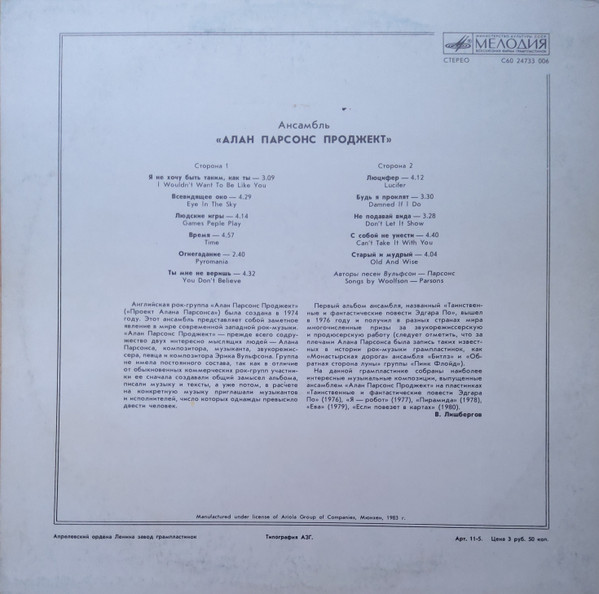 МИНИСТЕРСТВО КУЛЬТУРЫ СССР
МЕЛОДИЯ
ВСЕСОЮЗНАЯ ФИРМА ГРАМПЛАСТИНОК
СТЕРЕО С60 24733 006
Ансамбль
«АЛАН ПАРСОНС ПРОДЖЕКТ»
Сторона 1
Я не хочу быть таким, как ты — 3.09
I Wouldn't Want To Be Like You
Всевидящее око — 4.29
Eye In The Sky
Людские игры — 4.14
Games Peple Play
Время — 4.57
Time
Огнегадание — 2.40
Pyromania
Ты мне не веришь — 4.32
You Don't Believe
Сторона 2
Люцифер — 4.12
Lucifer
Будь я проклят — 3.30
Damned If I Do
Не подавай вида — 3.28
Don't Let It Show
С собой не унести — 4.40
Can't Take It With You
Старый и мудрый — 4.04
Old And Wise
Авторы песен Вульфсон — Парсонс
Songs by Woolfson — Parsons
Английская рок-группа «Алан Парсонс Проджект»
(«Проект Алана Парсонса») была создана в 1974
году. Этот ансамбль представляет собой заметное
явление в мире современной западной рок-музыки.
«Алан Парсонс Проджект» — прежде всего содру-
жество двух интересно мыслящих людей — Алана
Парсонса, композитора, музыканта, звукорежис-
сера, певца и композитора Эрика Вульфсона. Группа
не имела постоянного состава, так как в отличие
от обыкновенных коммерческих рок-групп участни-
ки ее сначала создавали общий замысел альбома,
писали музыку и тексты, а уже потом, в расчете
на конкретную музыку приглашали музыкантов
и исполнителей, число которых однажды превысило
двести человек.
Первый альбом ансамбля, названный «Таинствен-
ные и фантастические повести Эдгара По», вышел
в 1976 году и получил в разных странах мира
многочисленные призы за звукорежиссерскую
и продюсерскую работу (следует отметить, что за
плечами Алана Парсонса была запись таких извест-
ных в истории рок-музыки грампластинок, как
«Монастырская дорога» ансамбля «Битлз» и «Об-
ратная сторона луны» группы «Пинк Флойд»).
На данной грампластинке собраны наиболее
интересные музыкальные композиции, выпущенные
ансамблем «Алан Парсонс Проджект» на пластинках
«Таинственные и фантастические повести Эдгара
По» (1976), «Я — робот» (1977), «Пирамида» (1978),
«Ева» (1979), «Если повезет в картах» (1980).
В. Лишбергов
Manufactured under license of Ariola Group of Companies, Мюнхен, 1983 г.
Апрелевский ордена Ленина завод грампластинок Типография АЗГ. Арт. 11-5. Цена 3 руб. 50 коп.